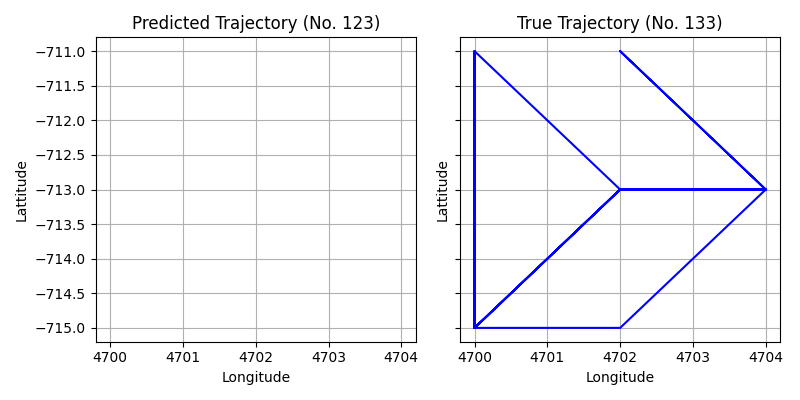 Predicted Trajectory (No. 123)
True Trajectory (No. 133)
−711.0
−711.5
−712.0
−712.5
−713.0
−713.5
−714.0
−714.5
−715.0
Lattitude
Lattitude
4700 4701 4702 4703 4704
4700 4701 4702 4703 4704
Longitude
Longitude